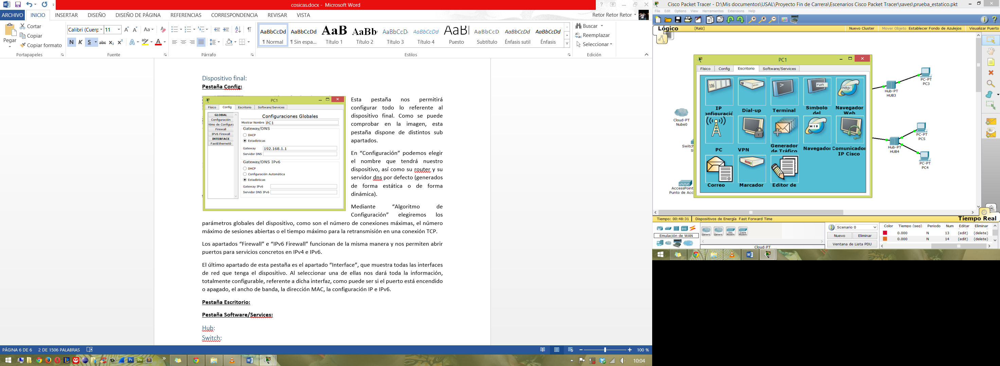 cosicas.docx - Microsoft Word
ARCHIVO INICIO INSERTAR DISEÑO DISEÑO DE PÁGINA REFERENCIAS CORRESPONDENCIA REVISAR VISTA
Retor Retor Retor
Pegar
Cortar
Copiar
Copiar formato
Portapapeles
Calibri (Cuerp 11
N K S abc x₂ x²
Fuente
Párrafo
AaBbCcDd AaBbCcDd AaB AaBb AaBbCcD AaBbCcDd AaBl AaBbCcD AaBbCcDd AaBbCcDd
¶ Normal ¶ Sin espa... Título 1 Título 2 Título 3 Título 4 Puesto Subtítulo Énfasis sutil Énfasis
Estilos
Buscar
Reemplazar
Seleccionar
Edición
Dispositivo final:
Pestaña Config:
PC1
Físico Config Escritorio Software/Services
GLOBAL
Configuración
ritmo de Configura
Firewall
IPV6 Firewall
INTERFACE
FastEthernet0
Configuraciones Globales
Mostrar Nombre PC1
Gateway/DNS
DHCP
Estadísticas
Gateway 192.168.1.1
Servidor DNS
Gateway/DNS IPv6
DHCP
Configuración Automática
Estadísticas
Gateway IPv6
Servidor DNS IPv6
Esta pestaña nos permitirá
configurar todo lo referente al
dispositivo final. Como se puede
comprobar en la imagen, esta
pestaña dispone de distintos sub
apartados.
En “Configuración” podemos elegir
el nombre que tendrá nuestro
dispositivo, así como su router y su
servidor dns por defecto (generados
de forma estática o de forma
dinámica).
Mediante “Algoritmo de
Configuración” elegiremos los
parámetros globales del dispositivo, como son el número de conexiones máximas, el número
máximo de sesiones abiertas o el tiempo máximo para la retransmisión en una conexión TCP.
Los apartados “Firewall” e “IPv6 Firewall” funcionan de la misma manera y nos permiten abrir
puertos para servicios concretos en IPv4 e IPv6.
El último apartado de esta pestaña es el apartado “Interface”, que muestra todas las interfaces
de red que tenga el dispositivo. Al seleccionar una de ellas nos dará toda la información,
totalmente configurable, referente a dicha interfaz, como puede ser si el puerto está encendido
o apagado, el ancho de banda, la dirección MAC, la configuración IP e IPv6.
Pestaña Escritorio:
Pestaña Software/Services:
Hub:
Switch:
PÁGINA 6 DE 6 2 DE 1506 PALABRAS
100 %
10:04
Cisco Packet Tracer - D:\Mis documentos\USAL\Proyecto Fin de Carrera\Escenarios Cisco Packet Tracer\saves\prueba_estatico.pkt
File Edit Options View Herramientas Extensions Help
Lógico [Raíz] Nuevo Cluster Mover Objeto Establecer Fondo de Azulejos Visualizar Puerto
Cloud-PT
Nube0
Switch
AccessPoint
Punto de Acc
PC1
Físico Config Escritorio Software/Services
106
run
http:
IP
onfiguració
Dial-up
Terminal
Simbolo
del
Navegador
Web
MIB
PC
VPN
Generador
de Tráfico
Navegador
Comunicador
IP Cisco
Correo
Marcador
Editor de
PC-PT
PC3
Hub-PT
HUB3
PC-PT
PC5
Hub-PT
HUB4
PC-PT
PC4
Tiempo: 00:48:31 Dispositivos de Energía Fast Forward Time Tiempo Real
Emulación de WAN
Generic Generic DSL Modem Cable Modem
Cloud-PT
Scenario 0
Nuevo Eliminar
Ventana de Lista PDU
Color Tiempo (seg) Periodo Num Editar Eliminar
0.000 N 13 (edit) (delete)
0.000 N 14 (edit) (delete)